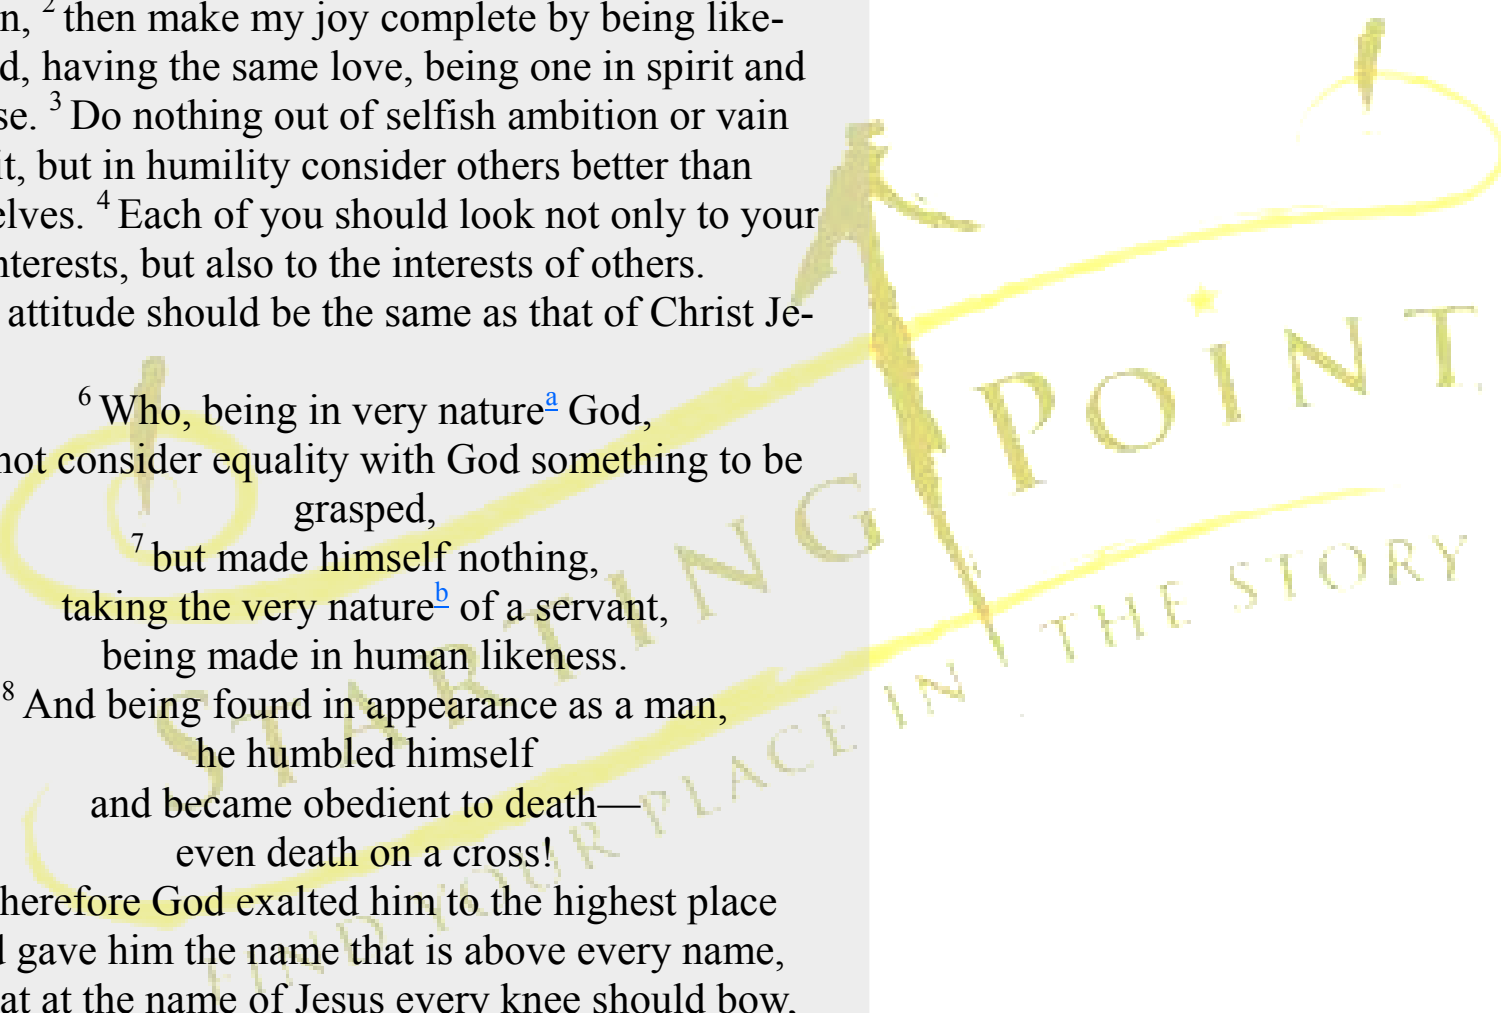 n, 2 then make my joy complete by being like-
d, having the same love, being one in spirit and
se. 3 Do nothing out of selfish ambition or vain
it, but in humility consider others better than
elves. 4 Each of you should look not only to your
nterests, but also to the interests of others.
attitude should be the same as that of Christ Je-
6 Who, being in very nature a God,
not consider equality with God something to be
grasped,
7 but made himself nothing,
taking the very nature b of a servant,
being made in human likeness.
8 And being found in appearance as a man,
he humbled himself
and became obedient to death—
even death on a cross!
herefore God exalted him to the highest place
d gave him the name that is above every name,
at at the name of Jesus every knee should bow,
STARTING POINT
FIND YOUR PLACE IN THE STORY